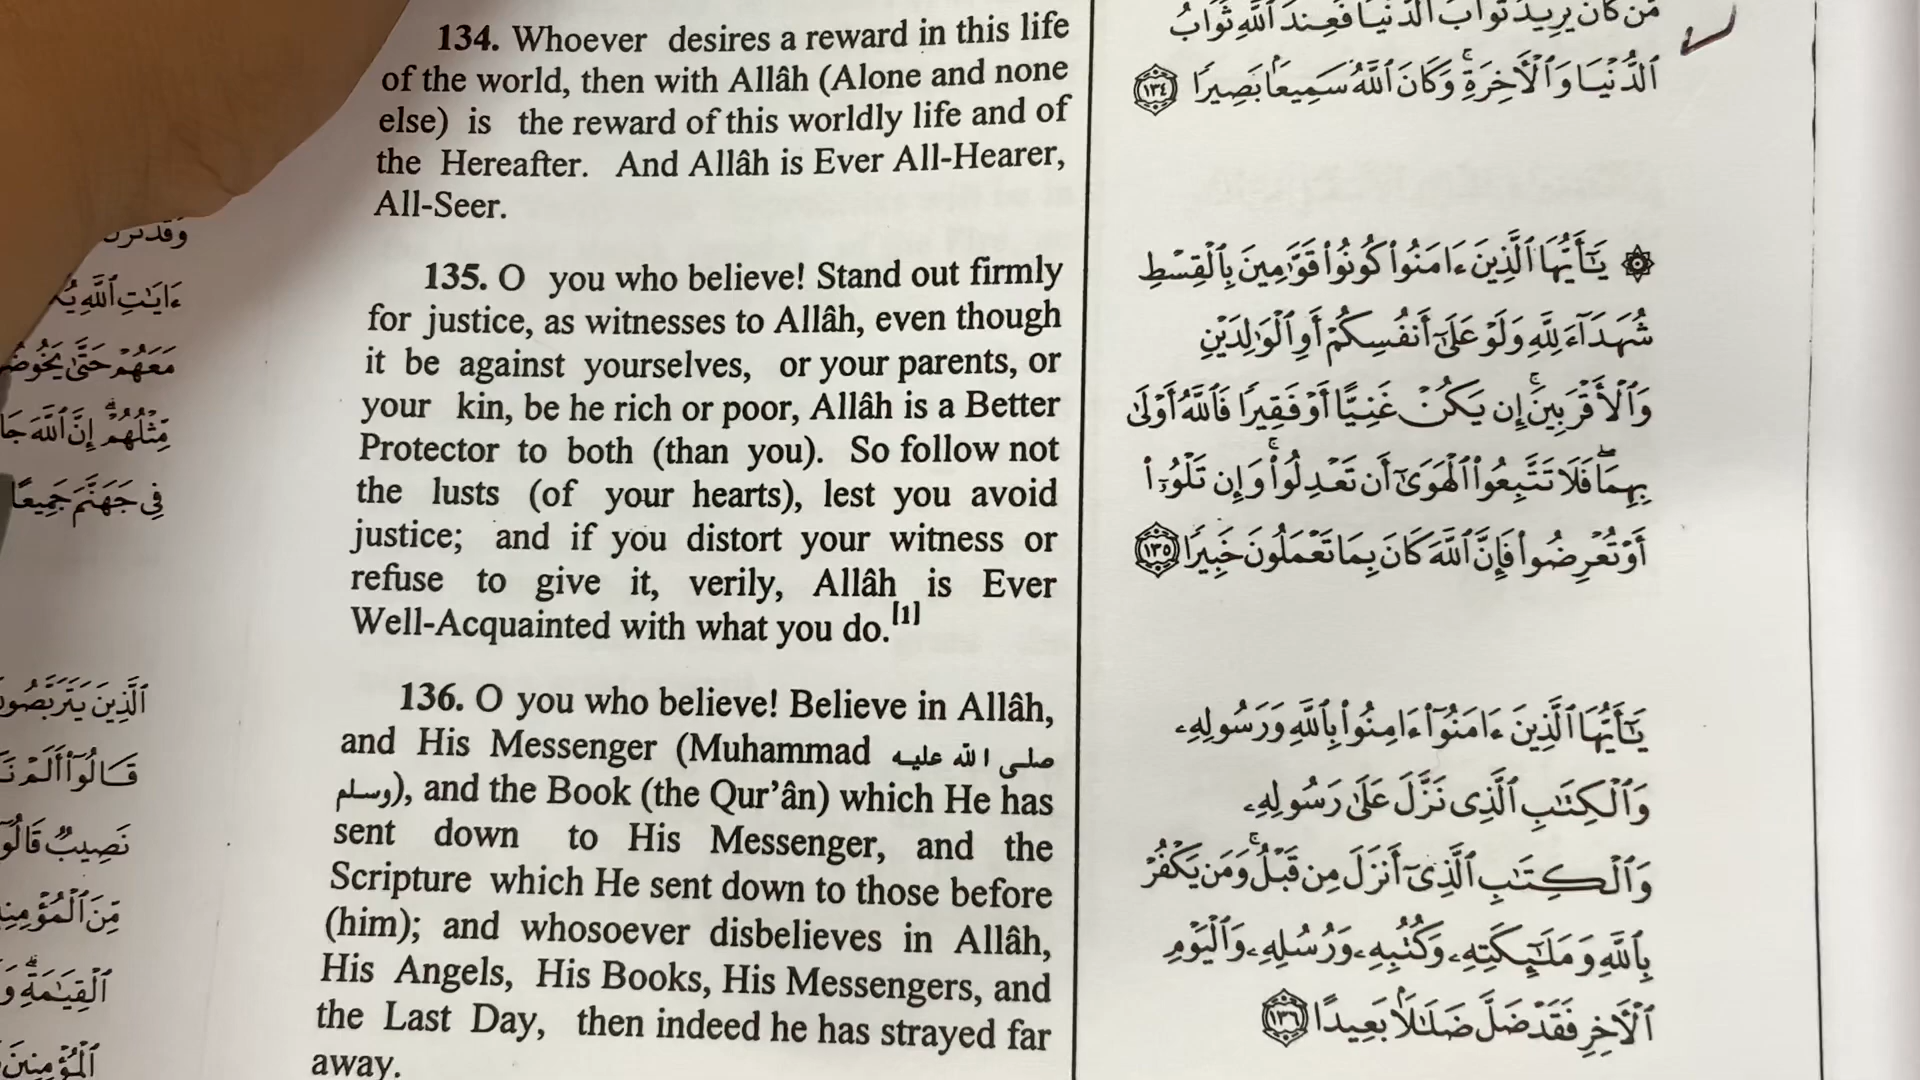 134. Whoever desires a reward in this life
of the world, then with Allâh (Alone and none
else) is the reward of this worldly life and of
the Hereafter. And Allâh is Ever All-Hearer,
All-Seer.
135. O you who believe! Stand out firmly
for justice, as witnesses to Allâh, even though
it be against yourselves, or your parents, or
your kin, be he rich or poor, Allâh is a Better
Protector to both (than you). So follow not
the lusts (of your hearts), lest you avoid
justice; and if you distort your witness or
refuse to give it, verily, Allâh is Ever
Well-Acquainted with what you do.[1]
136. O you who believe! Believe in Allâh,
and His Messenger (Muhammad صلى الله عليه
وسلم), and the Book (the Qur’ân) which He has
sent down to His Messenger, and the
Scripture which He sent down to those before
(him); and whosoever disbelieves in Allâh,
His Angels, His Books, His Messengers, and
the Last Day, then indeed he has strayed far
away.
مَّن كَانَ يُرِيدُ ثَوَابَ ٱلدُّنْيَا فَعِندَ ٱللَّهِ ثَوَابُ
ٱلدُّنْيَا وَٱلْأَخِرَةِ ۚ وَكَانَ ٱللَّهُ سَمِيعًۢا بَصِيرًا ١٣٤
۞ يَٰٓأَيُّهَا ٱلَّذِينَ ءَامَنُوا۟ كُونُوا۟ قَوَّٰمِينَ بِٱلْقِسْطِ
شُهَدَآءَ لِلَّهِ وَلَوْ عَلَىٰٓ أَنفُسِكُمْ أَوِ ٱلْوَٰلِدَيْنِ
وَٱلْأَقْرَبِينَ ۚ إِن يَكُنْ غَنِيًّا أَوْ فَقِيرًا فَٱللَّهُ أَوْلَىٰ
بِهِمَا ۖ فَلَا تَتَّبِعُوا۟ ٱلْهَوَىٰٓ أَن تَعْدِلُوا۟ ۚ وَإِن تَلْوُۥٓا۟
أَوْ تُعْرِضُوا۟ فَإِنَّ ٱللَّهَ كَانَ بِمَا تَعْمَلُونَ خَبِيرًا ١٣٥
يَٰٓأَيُّهَا ٱلَّذِينَ ءَامَنُوٓا۟ ءَامِنُوا۟ بِٱللَّهِ وَرَسُولِهِۦ
وَٱلْكِتَٰبِ ٱلَّذِى نَزَّلَ عَلَىٰ رَسُولِهِۦ
وَٱلْكِتَٰبِ ٱلَّذِىٓ أَنزَلَ مِن قَبْلُ ۚ وَمَن يَكْفُرْ
بِٱللَّهِ وَمَلَٰٓئِكَتِهِۦ وَكُتُبِهِۦ وَرُسُلِهِۦ وَٱلْيَوْمِ
ٱلْأَخِرِ فَقَدْ ضَلَّ ضَلَٰلًۢا بَعِيدًا ١٣٦
ءَايَٰتِ ٱللَّهِ
مَعَهُمْ حَتَّىٰ
مِّثْلُهُمْ ۗ إِنَّ ٱللَّهَ
فِى جَهَنَّمَ جَمِيعًا
ٱلَّذِينَ
قَالُوٓا۟ أَلَمْ
نَصِيبٌ
مِّنَ
ٱلْقِيَٰمَةِ ۗ